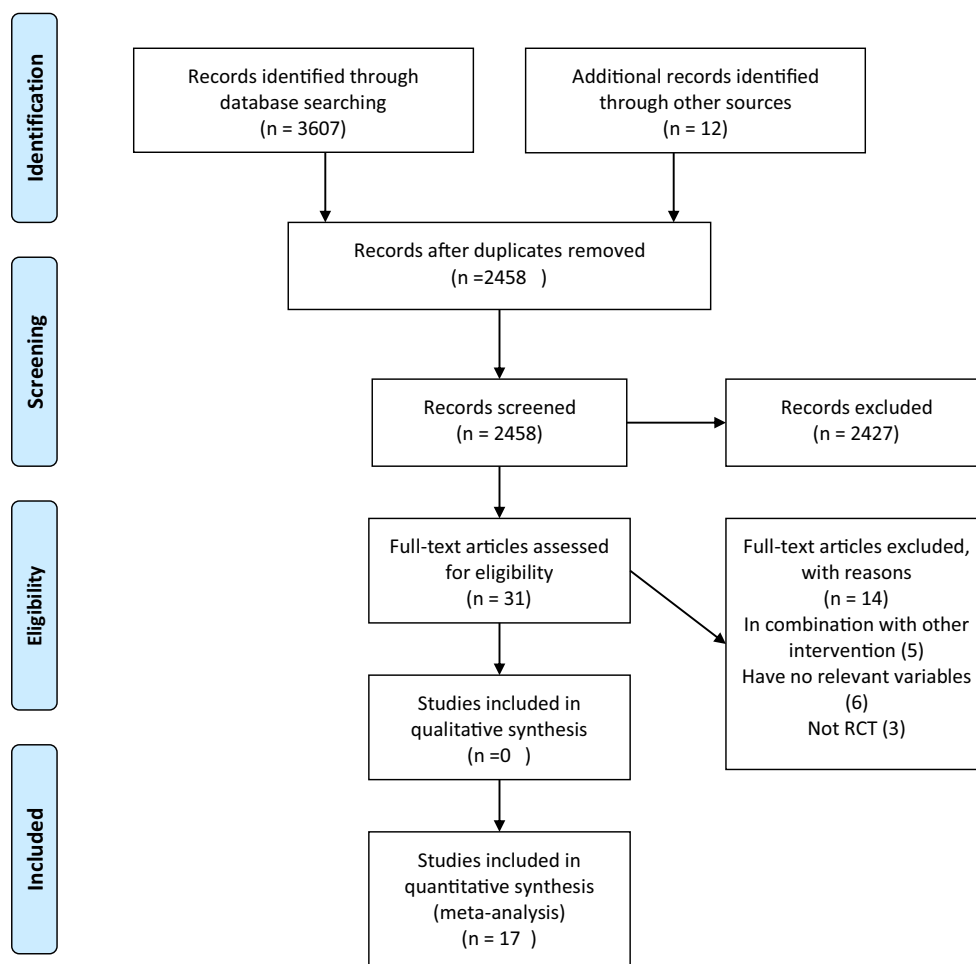 Identification
Records identified through
database searching
(n = 3607)
Additional records identified
through other sources
(n = 12)
Records after duplicates removed
(n =2458 )
Screening
Records screened
(n = 2458)
Records excluded
(n = 2427)
Eligibility
Full-text articles assessed
for eligibility
(n = 31)
Full-text articles excluded,
with reasons
(n = 14)
In combination with other
intervention (5)
Have no relevant variables
(6)
Not RCT (3)
Studies included in
qualitative synthesis
(n =0 )
Included
Studies included in
quantitative synthesis
(meta-analysis)
(n = 17 )